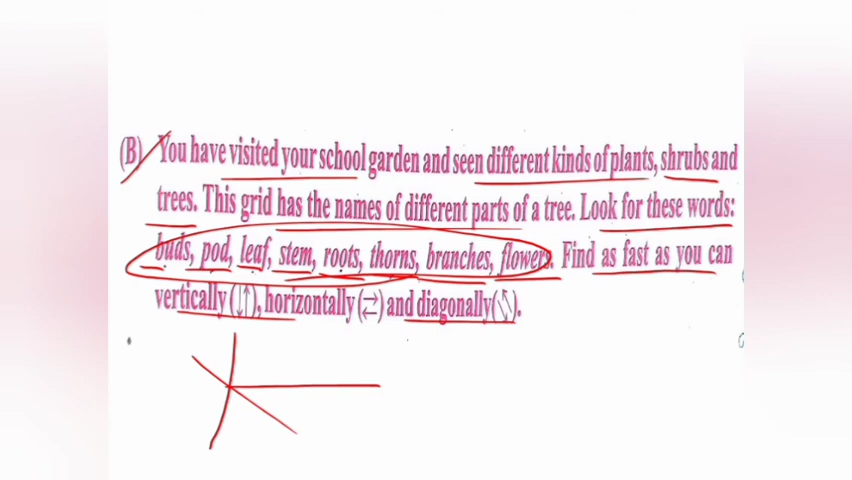 (B) You have visited your school garden and seen different kinds of plants, shrubs and
trees. This grid has the names of different parts of a tree. Look for these words:
buds, pod, leaf, stem, roots, thorns, branches, flowers. Find as fast as you can
vertically (↓↑), horizontally (⇄) and diagonally (⤡).